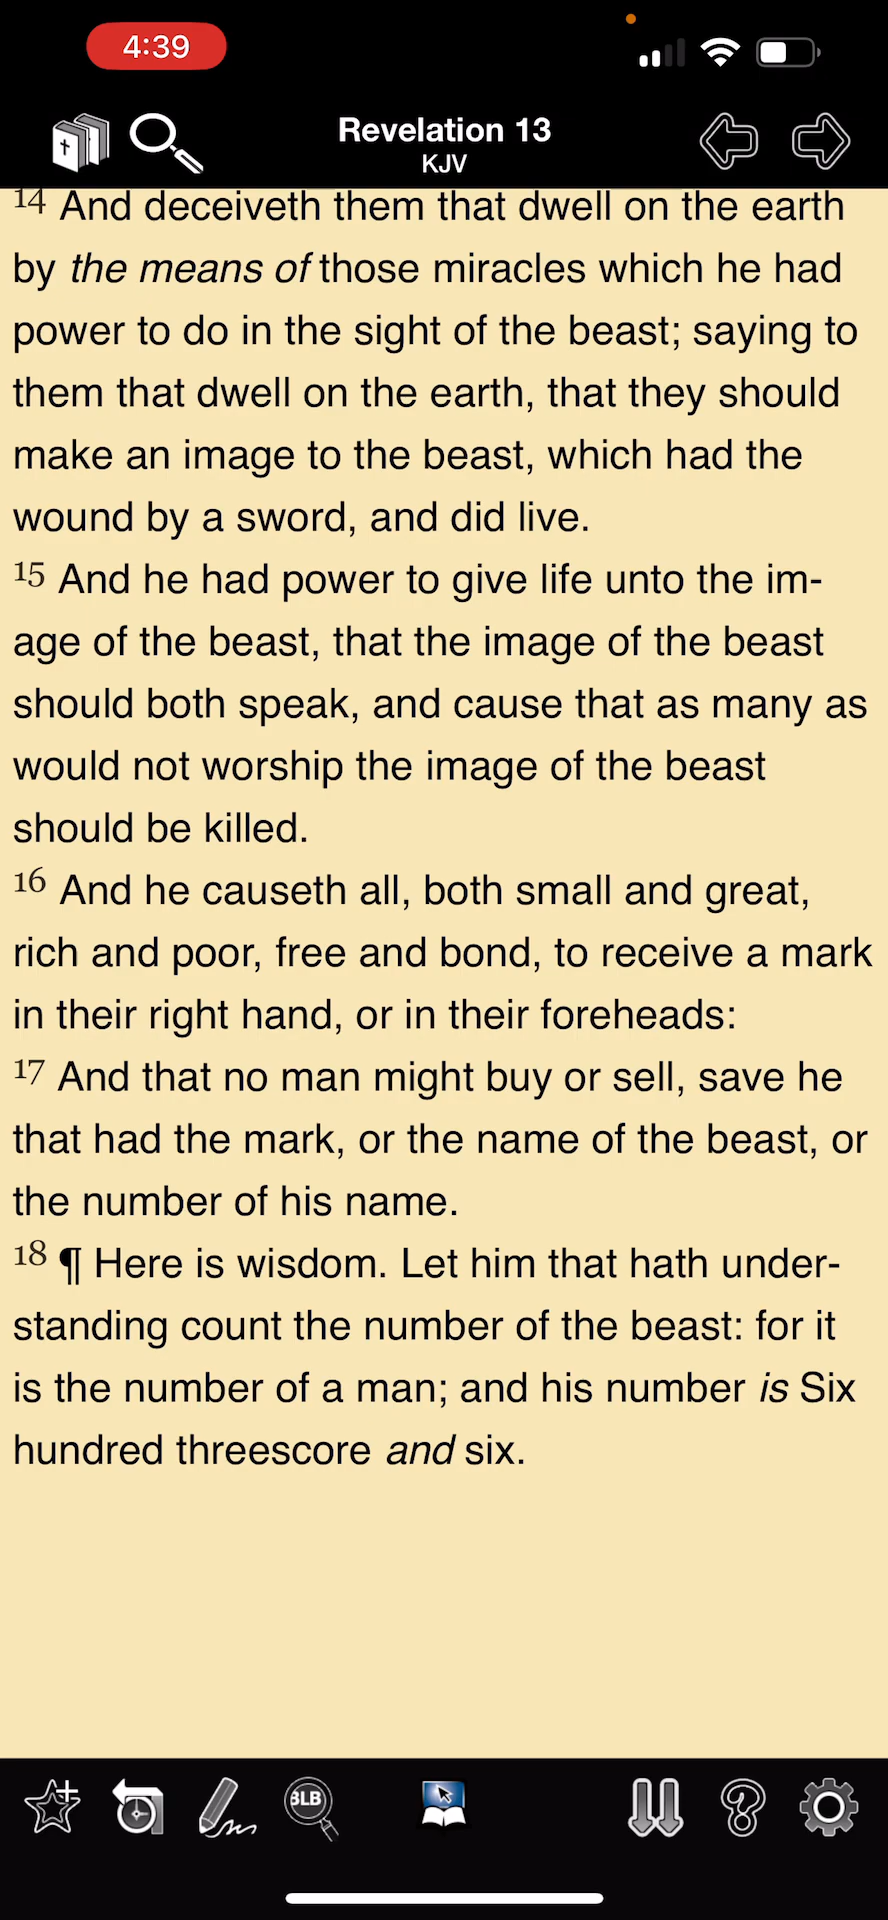 4:39
Revelation 13
KJV
14 And deceiveth them that dwell on the earth
by the means of those miracles which he had
power to do in the sight of the beast; saying to
them that dwell on the earth, that they should
make an image to the beast, which had the
wound by a sword, and did live.
15 And he had power to give life unto the im-
age of the beast, that the image of the beast
should both speak, and cause that as many as
would not worship the image of the beast
should be killed.
16 And he causeth all, both small and great,
rich and poor, free and bond, to receive a mark
in their right hand, or in their foreheads:
17 And that no man might buy or sell, save he
that had the mark, or the name of the beast, or
the number of his name.
18 ¶ Here is wisdom. Let him that hath under-
standing count the number of the beast: for it
is the number of a man; and his number is Six
hundred threescore and six.
BLB